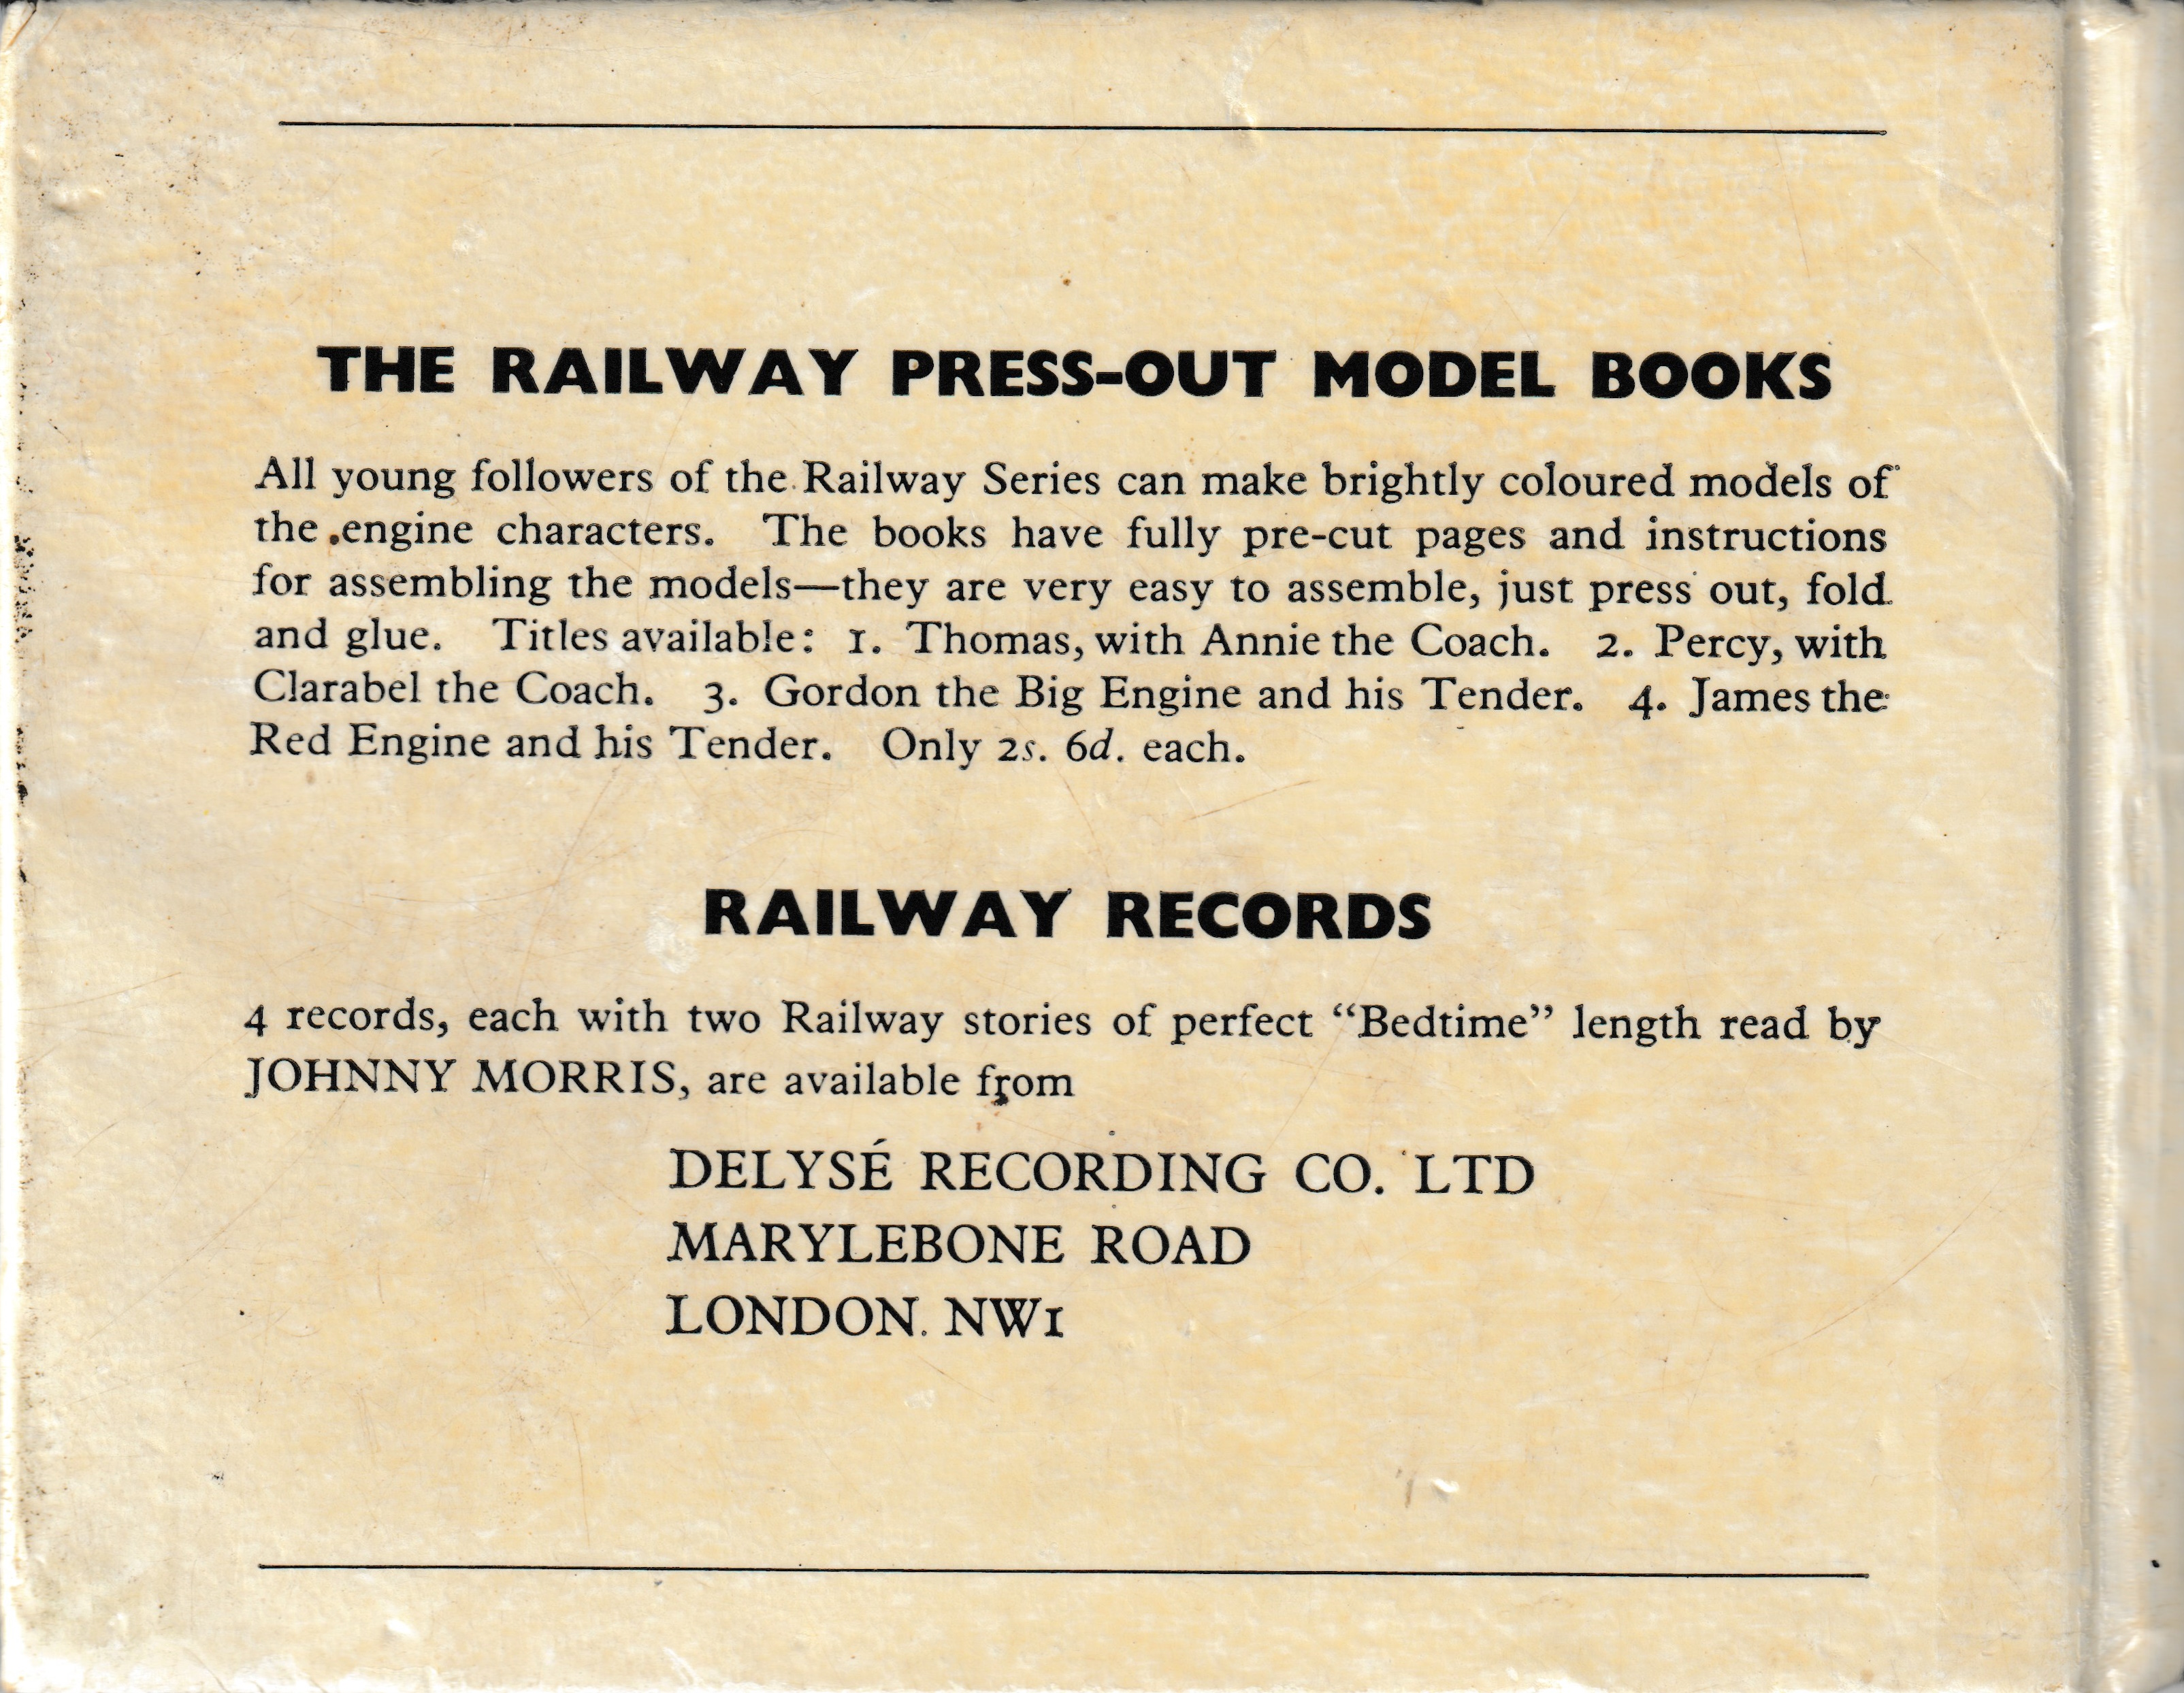 THE RAILWAY PRESS-OUT MODEL BOOKS
All young followers of the Railway Series can make brightly coloured models of
the engine characters. The books have fully pre-cut pages and instructions
for assembling the models—they are very easy to assemble, just press out, fold
and glue. Titles available: 1. Thomas, with Annie the Coach. 2. Percy, with
Clarabel the Coach. 3. Gordon the Big Engine and his Tender. 4. James the
Red Engine and his Tender. Only 2s. 6d. each.
RAILWAY RECORDS
4 records, each with two Railway stories of perfect “Bedtime” length read by
JOHNNY MORRIS, are available from
DELYSÉ RECORDING CO. LTD
MARYLEBONE ROAD
LONDON. NW1